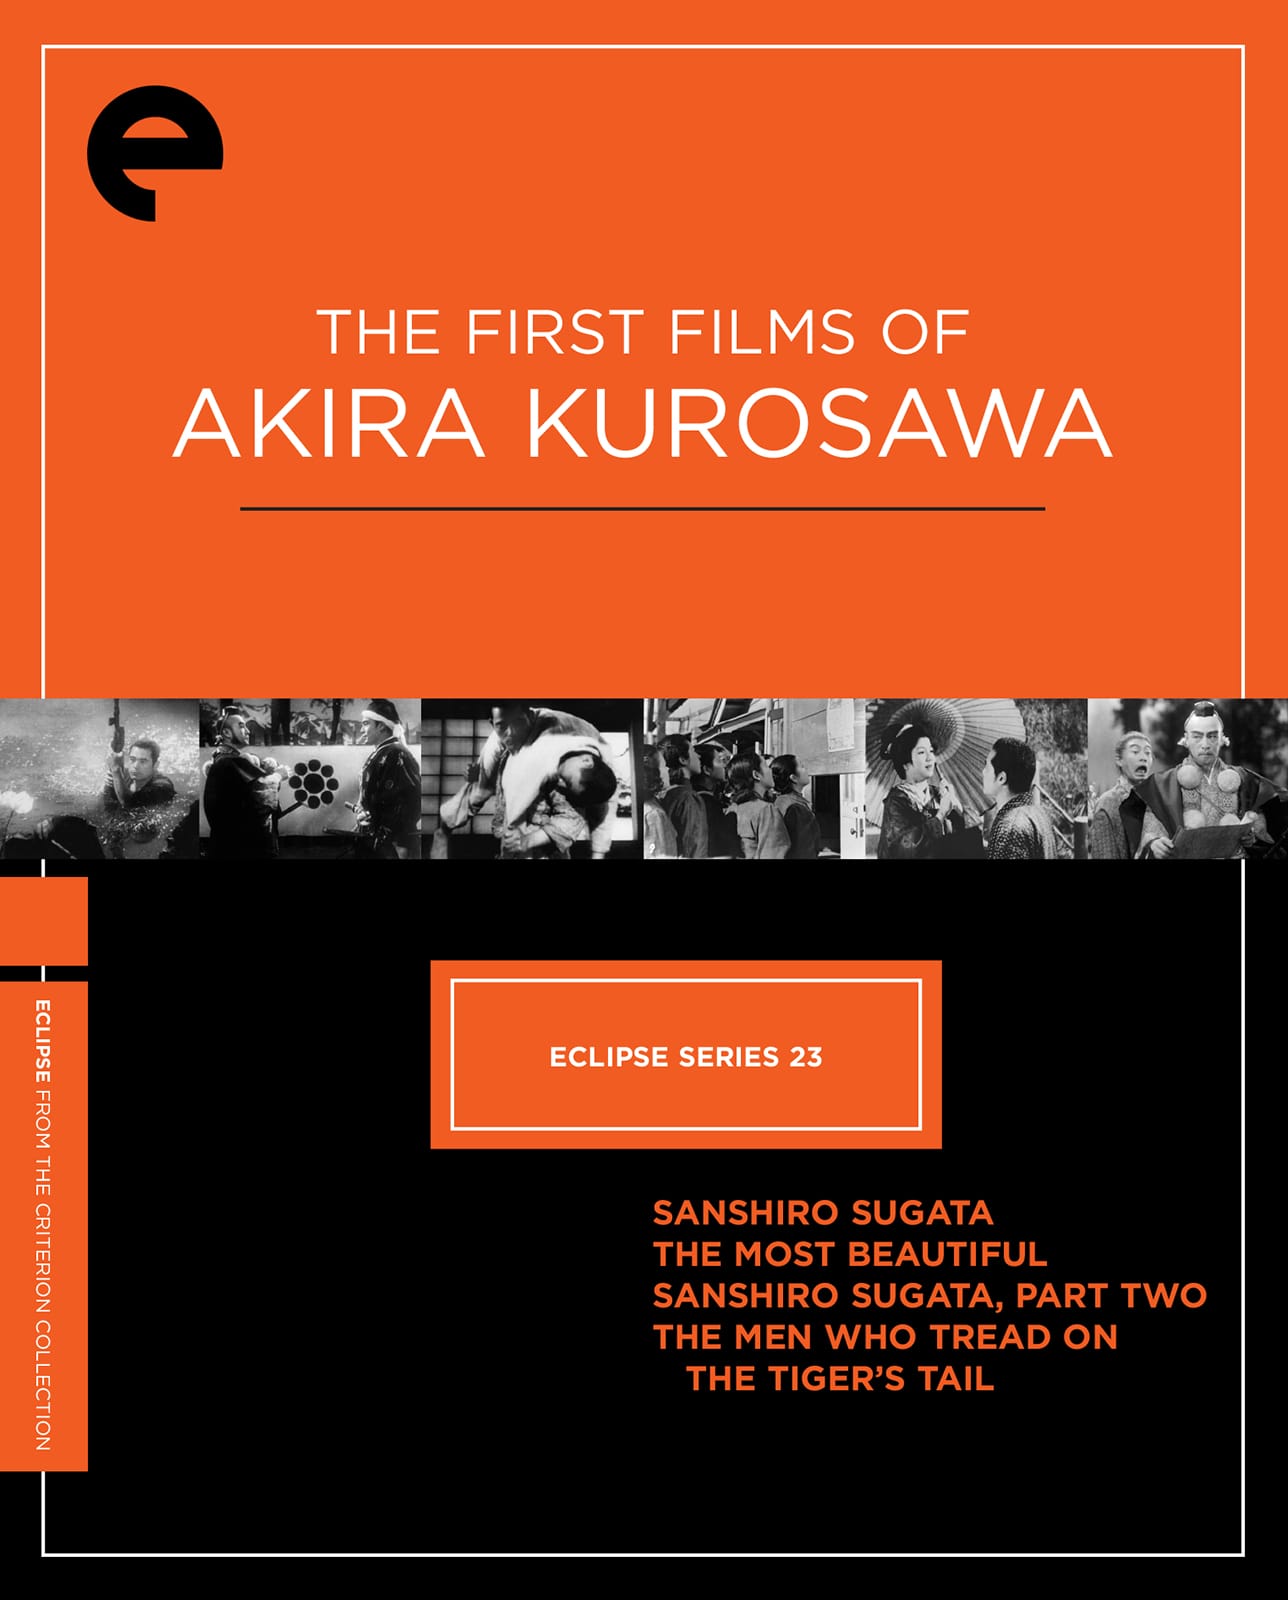 e
THE FIRST FILMS OF
AKIRA KUROSAWA
ECLIPSE SERIES 23
SANSHIRO SUGATA
THE MOST BEAUTIFUL
SANSHIRO SUGATA, PART TWO
THE MEN WHO TREAD ON
THE TIGER’S TAIL
ECLIPSE FROM THE CRITERION COLLECTION